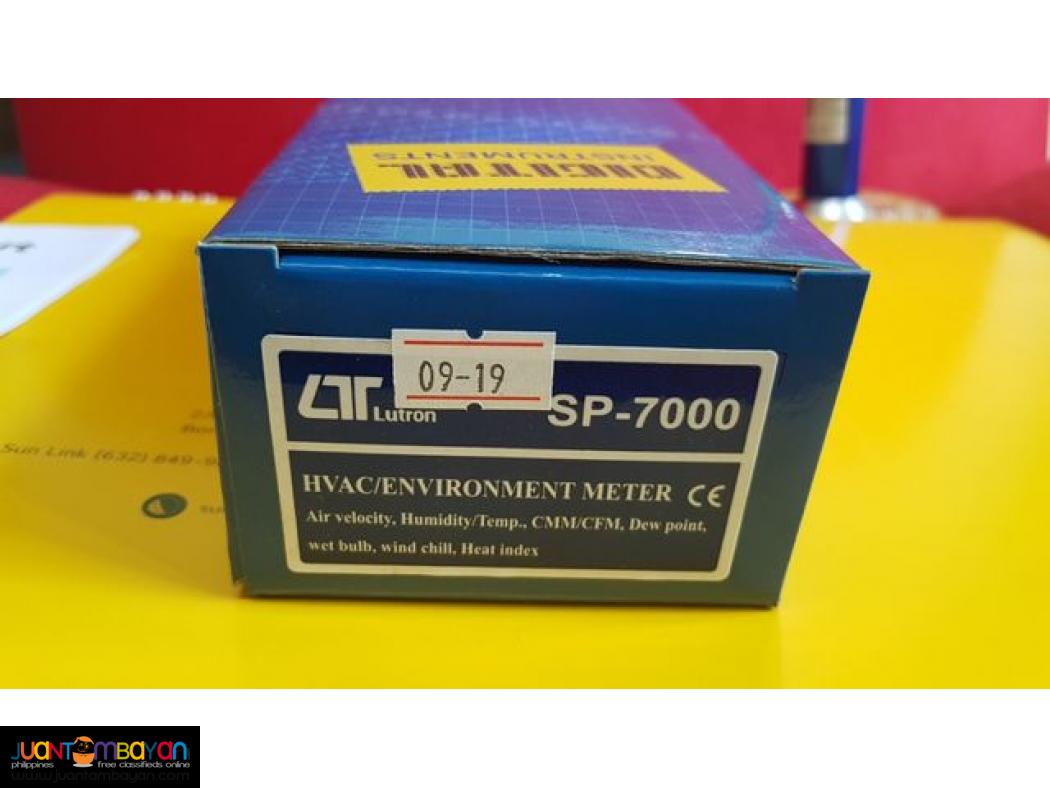 DIGITAL
INSTRUMENTS
09-19
LT Lutron
SP-7000
HVAC/ENVIRONMENT METER CE
Air velocity, Humidity/Temp., CMM/CFM, Dew point,
wet bulb, wind chill, Heat index
Sun Link (632) 849-9
JUANTAMBAYAN
philippines free classifieds online
www.juantambayan.com